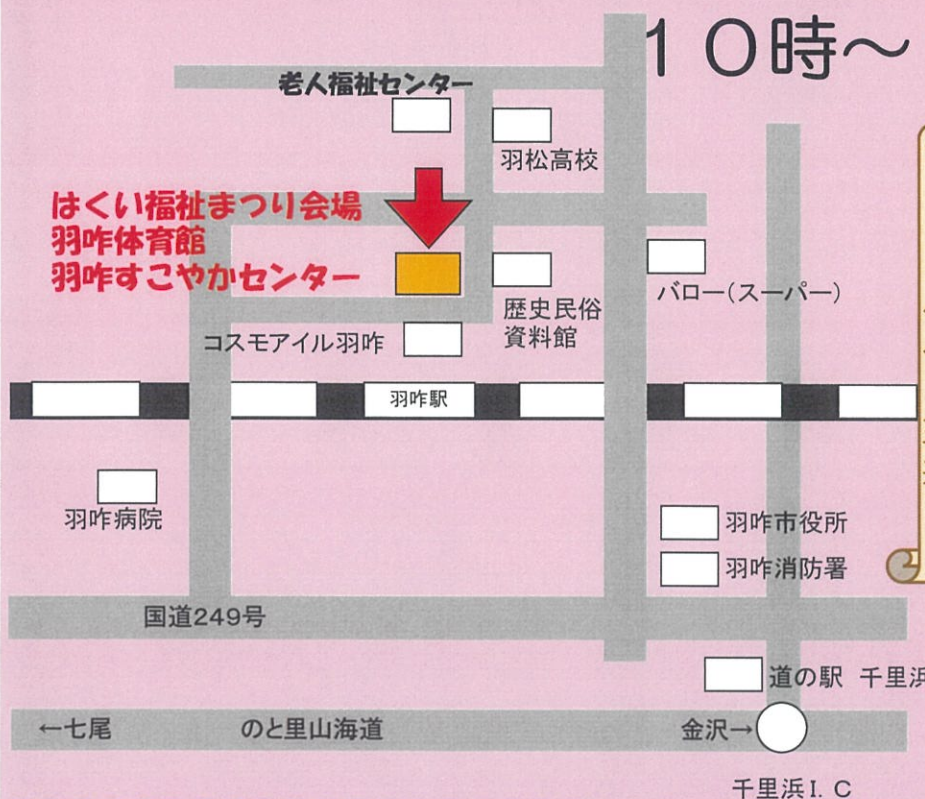 10時～
老人福祉センター
羽松高校
はくい福祉まつり会場
羽咋体育館
羽咋すこやかセンター
バロー(スーパー)
歴史民俗
資料館
コスモアイル羽咋
羽咋駅
羽咋病院
羽咋市役所
羽咋消防署
国道249号
道の駅 千里浜
←七尾
のと里山海道
金沢→
千里浜I.C